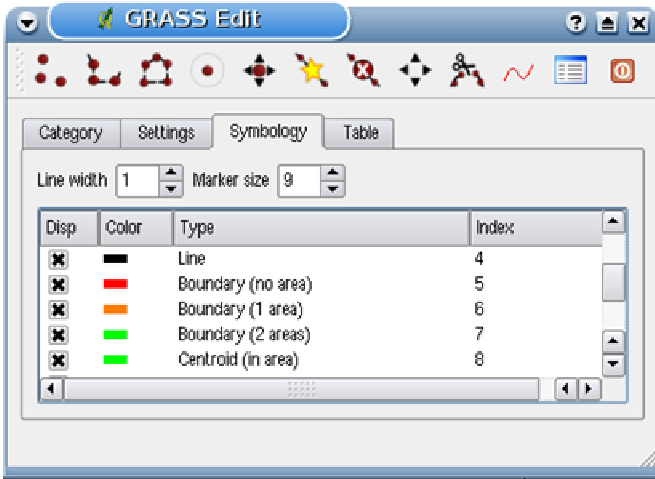 GRASS Edit
Category Settings Symbology Table
Line width 1 Marker size 9
Disp Color Type Index
Line 4
Boundary (no area) 5
Boundary (1 area) 6
Boundary (2 areas) 7
Centroid (in area) 8